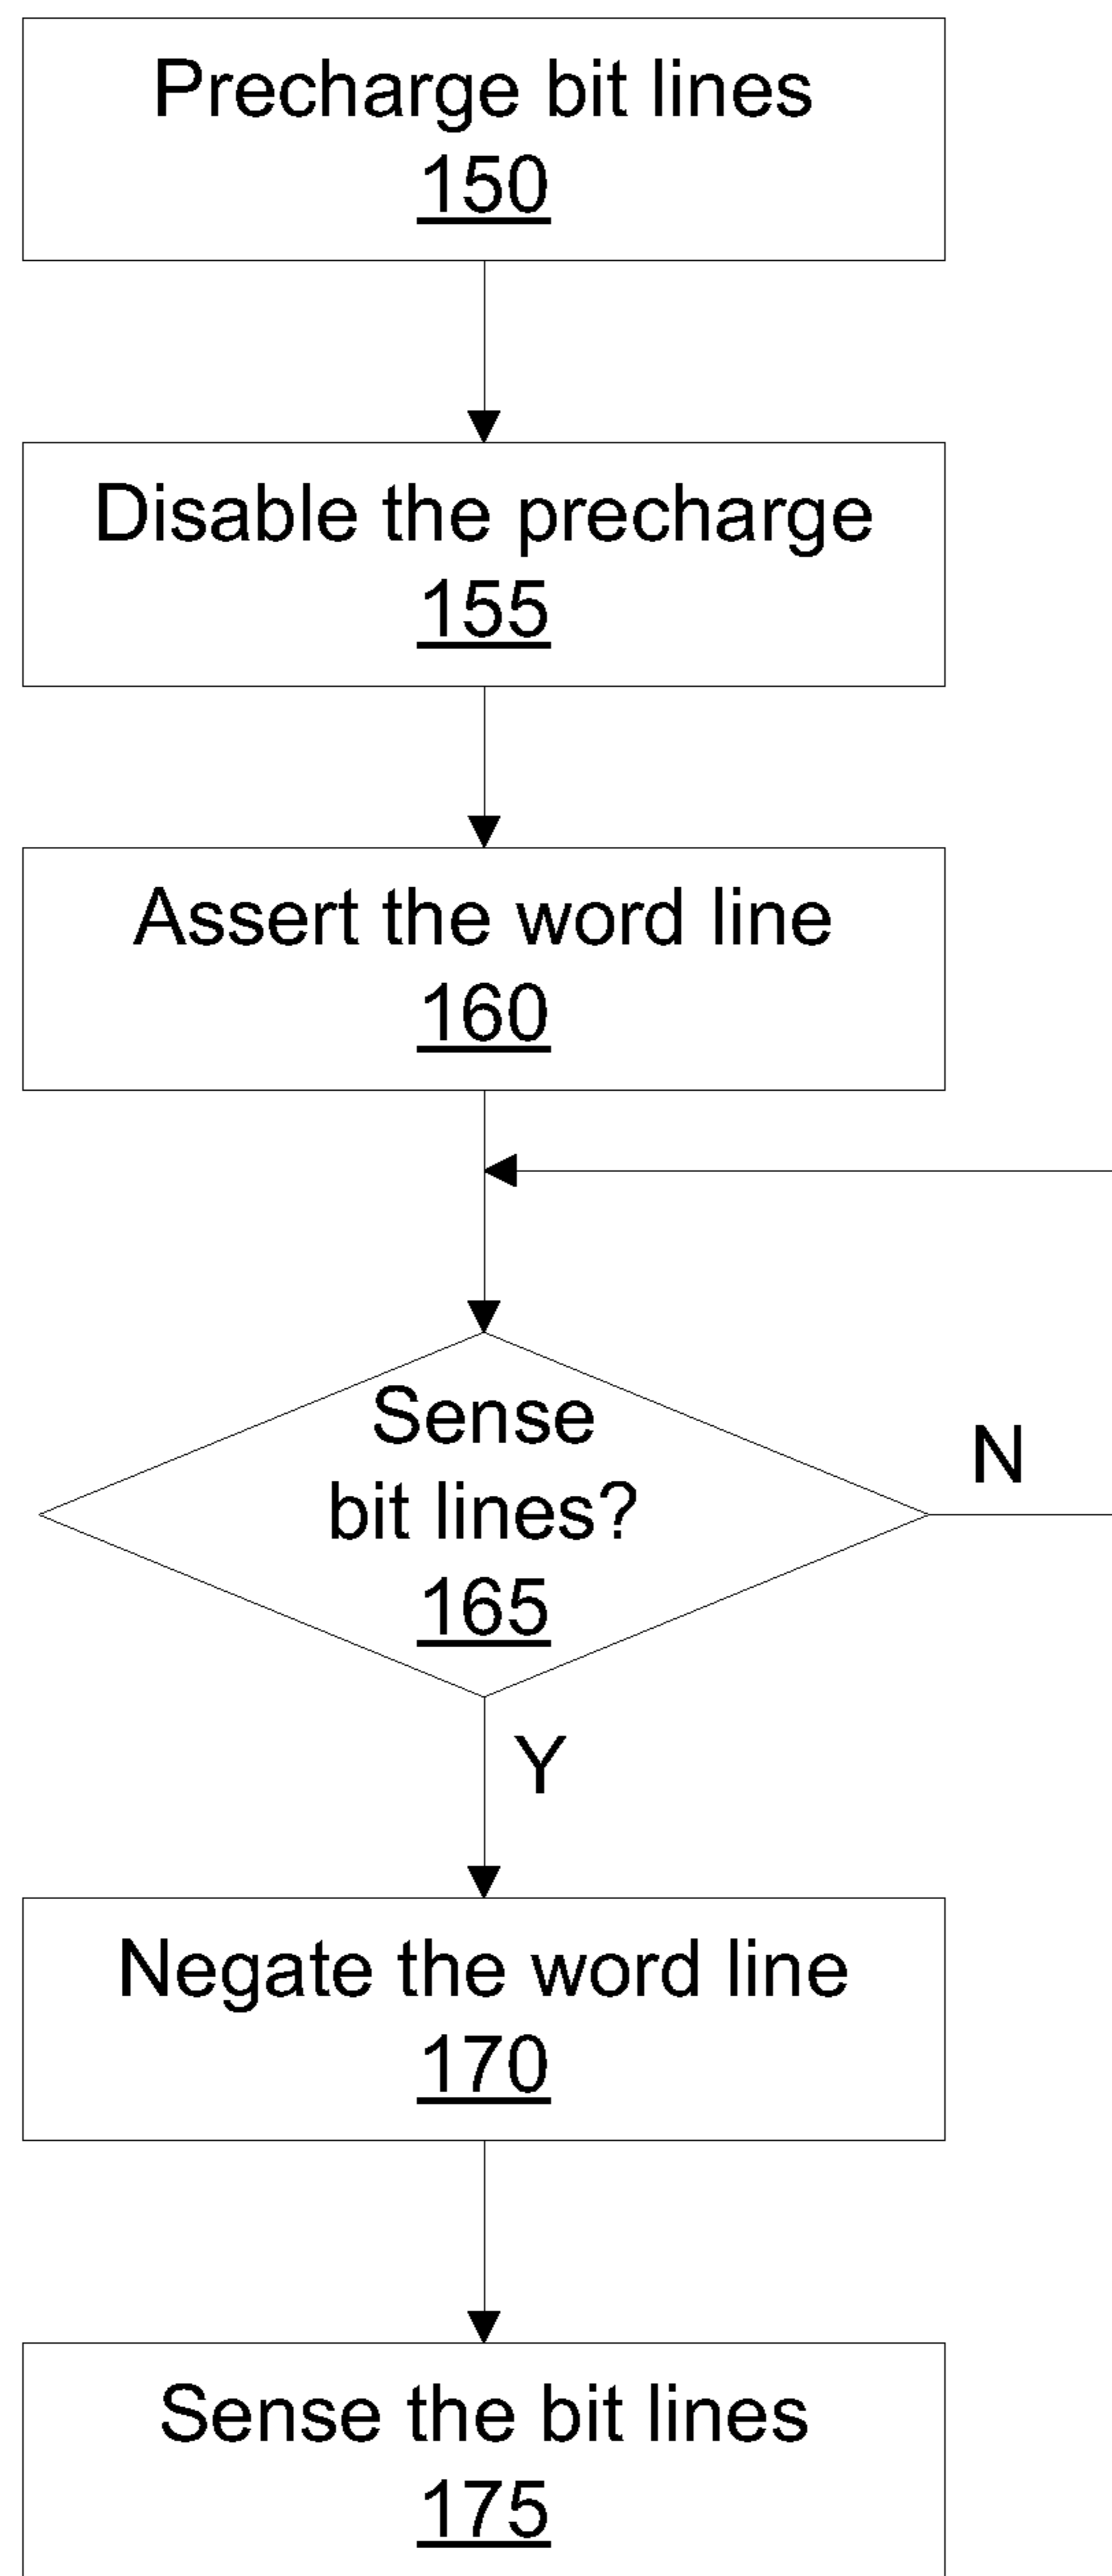 Precharge bit lines
150
Disable the precharge
155
Assert the word line
160
Sense
bit lines?
165
N
Y
Negate the word line
170
Sense the bit lines
175